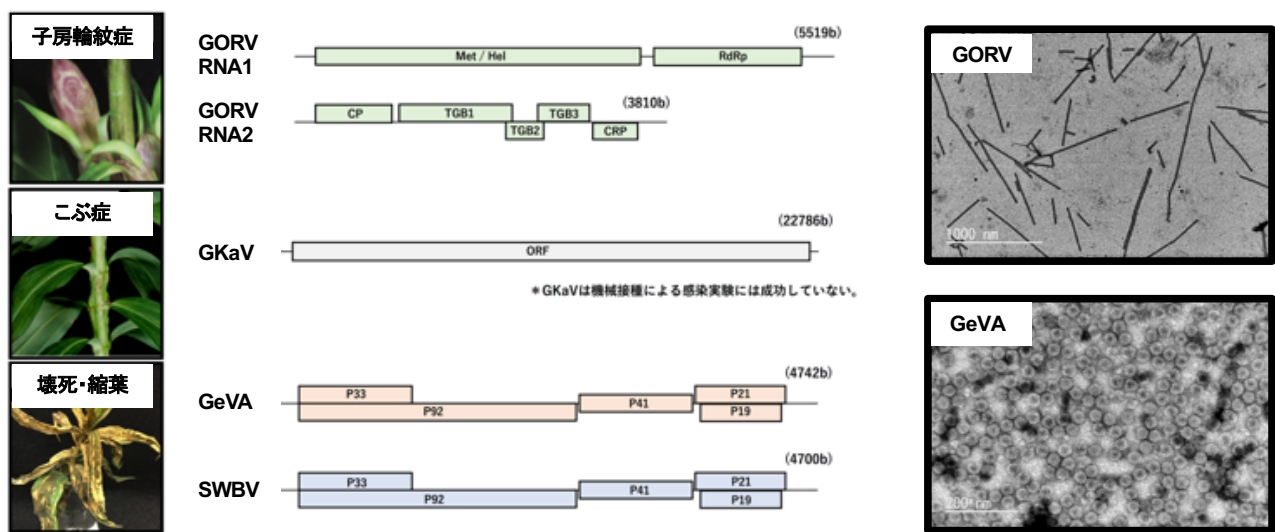 子房輪紋症
こぶ症
壊死・縮葉
GORV
RNA1
(5519b)
Met / Hel
RdRp
GORV
RNA2
(3810b)
CP
TGB1
TGB2
TGB3
CRP
GKaV
(22786b)
ORF
＊GKaVは機械接種による感染実験には成功していない。
GeVA
(4742b)
P33
P92
P41
P21
P19
SWBV
(4700b)
P33
P92
P41
P21
P19
GORV
1000 nm
GeVA
200 nm